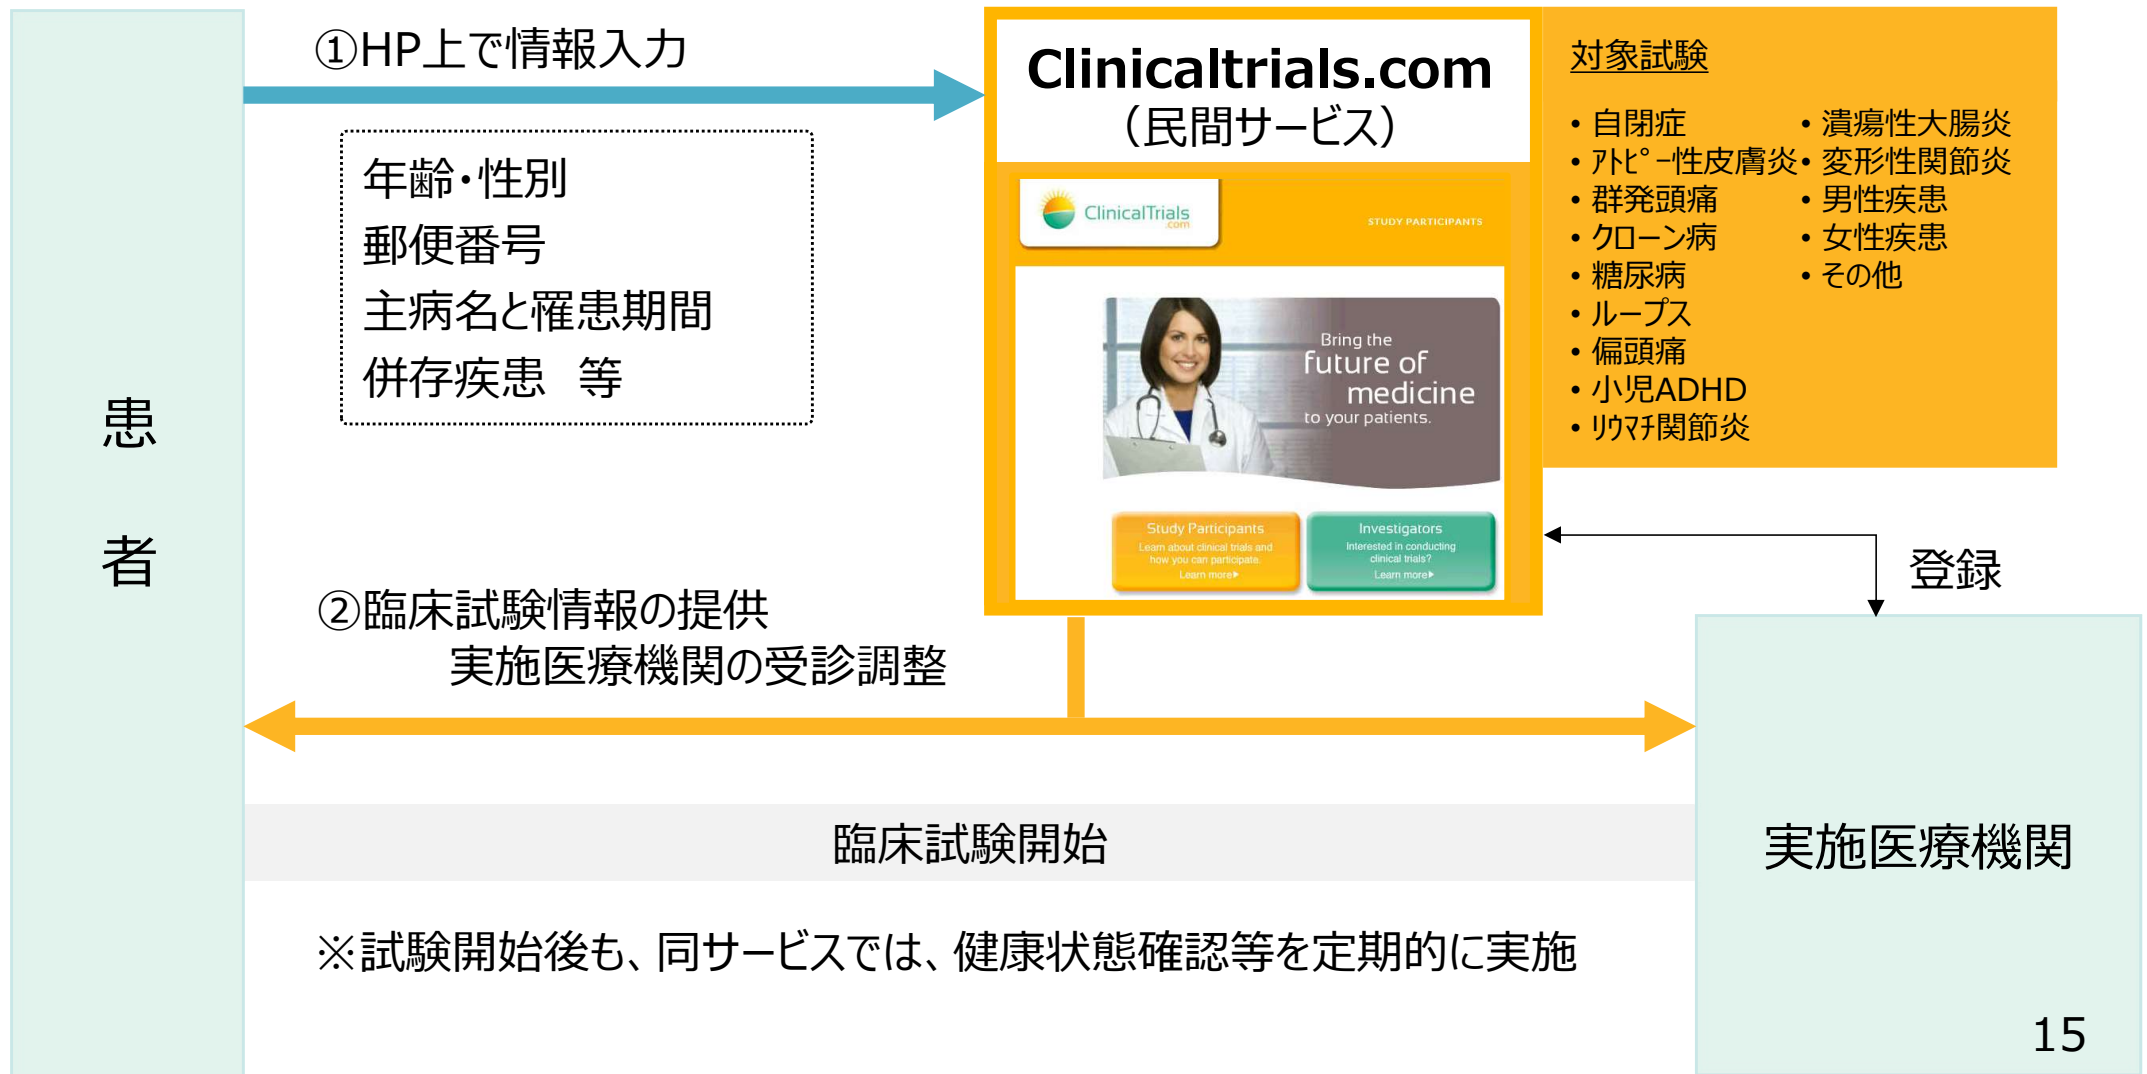 ①HP上で情報入力
年齢・性別
郵便番号
主病名と罹患期間
併存疾患　等
患
者
Clinicaltrials.com
（民間サービス）
ClinicalTrials
.com
STUDY PARTICIPANTS
Bring the
future of
medicine
to your patients.
Study Participants
Learn about clinical trials and
how you can participate.
Learn more▶
Investigators
Interested in conducting
clinical trials?
Learn more▶
対象試験
・自閉症
・ｱﾄﾋﾟｰ性皮膚炎
・群発頭痛
・クローン病
・糖尿病
・ループス
・偏頭痛
・小児ADHD
・ﾘｳﾏﾁ関節炎
・潰瘍性大腸炎
・変形性関節炎
・男性疾患
・女性疾患
・その他
登録
②臨床試験情報の提供
実施医療機関の受診調整
臨床試験開始
実施医療機関
※試験開始後も、同サービスでは、健康状態確認等を定期的に実施
15